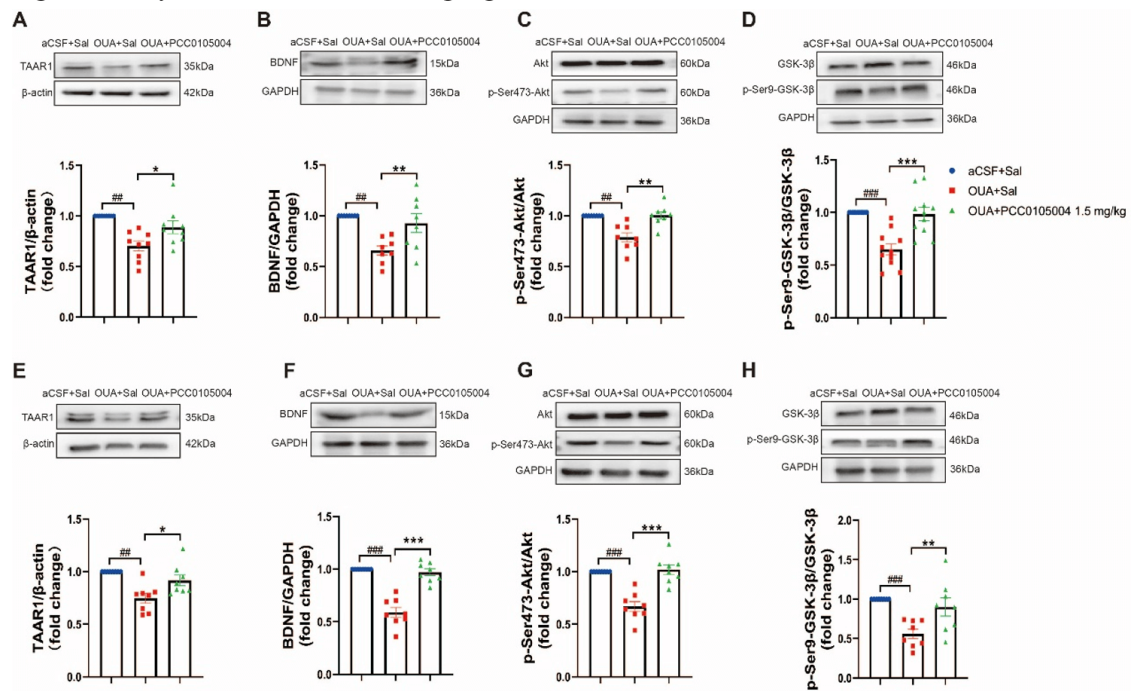 A
aCSF+Sal OUA+Sal OUA+PCC0105004
TAAR1
35kDa
β-actin
42kDa
TAAR1/β-actin
(fold change)
1.5
1.0
0.5
0.0
##
*
B
aCSF+Sal OUA+Sal OUA+PCC0105004
BDNF
15kDa
GAPDH
36kDa
BDNF/GAPDH
(fold change)
1.5
1.0
0.5
0.0
##
**
C
aCSF+Sal OUA+Sal OUA+PCC0105004
Akt
60kDa
p-Ser473-Akt
60kDa
GAPDH
36kDa
p-Ser473-Akt/Akt
(fold change)
1.5
1.0
0.5
0.0
##
**
D
aCSF+Sal OUA+Sal OUA+PCC0105004
GSK-3β
46kDa
p-Ser9-GSK-3β
46kDa
GAPDH
36kDa
p-Ser9-GSK-3β/GSK-3β
(fold change)
1.5
1.0
0.5
0.0
###
***
aCSF+Sal
OUA+Sal
OUA+PCC0105004 1.5 mg/kg
E
aCSF+Sal OUA+Sal OUA+PCC0105004
TAAR1
35kDa
β-actin
42kDa
TAAR1/β-actin
(fold change)
1.5
1.0
0.5
0.0
##
*
F
aCSF+Sal OUA+Sal OUA+PCC0105004
BDNF
15kDa
GAPDH
36kDa
BDNF/GAPDH
(fold change)
1.5
1.0
0.5
0.0
###
***
G
aCSF+Sal OUA+Sal OUA+PCC0105004
Akt
60kDa
p-Ser473-Akt
60kDa
GAPDH
36kDa
p-Ser473-Akt/Akt
(fold change)
1.5
1.0
0.5
0.0
###
***
H
aCSF+Sal OUA+Sal OUA+PCC0105004
GSK-3β
46kDa
p-Ser9-GSK-3β
46kDa
GAPDH
36kDa
p-Ser9-GSK-3β/GSK-3β
(fold change)
2.0
1.5
1.0
0.5
0.0
###
**